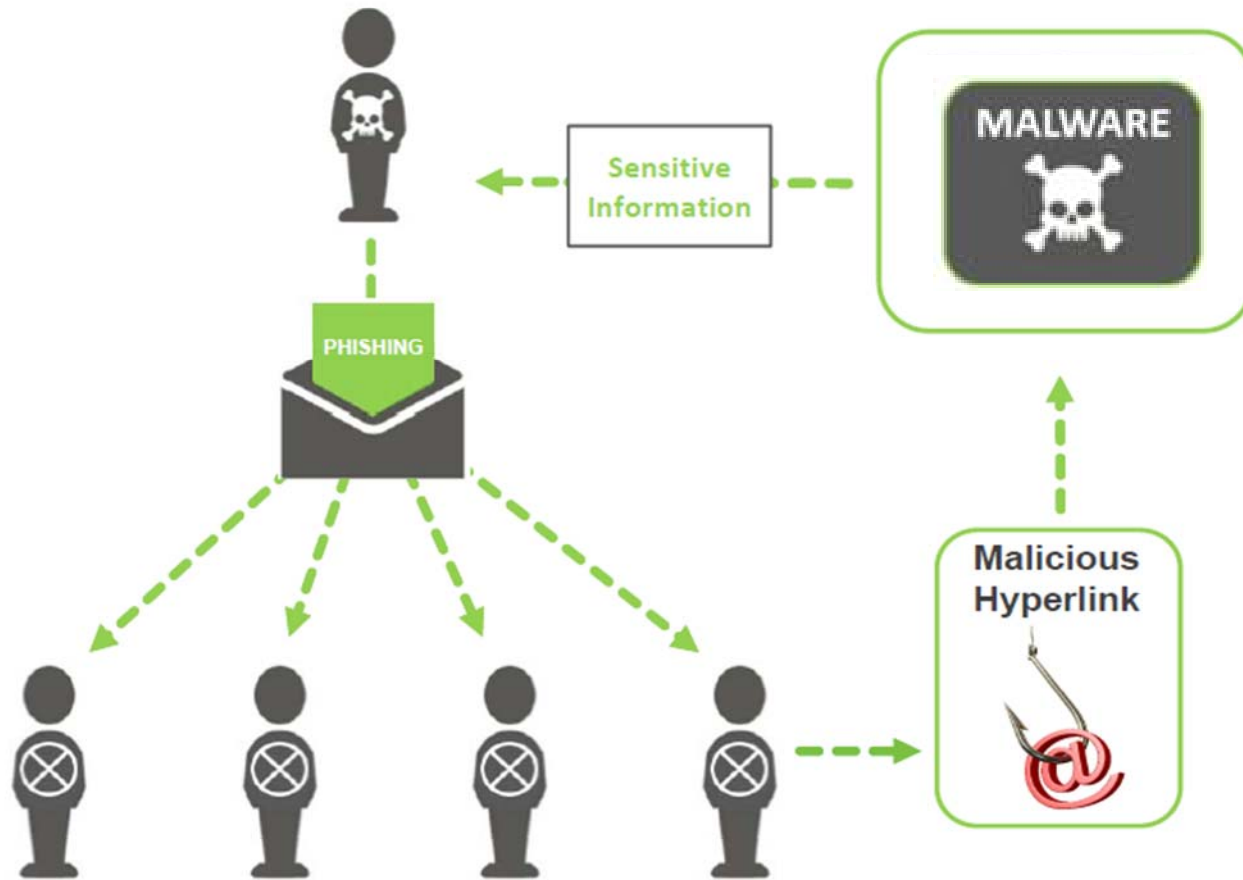 MALWARE
Sensitive
Information
PHISHING
Malicious
Hyperlink
@